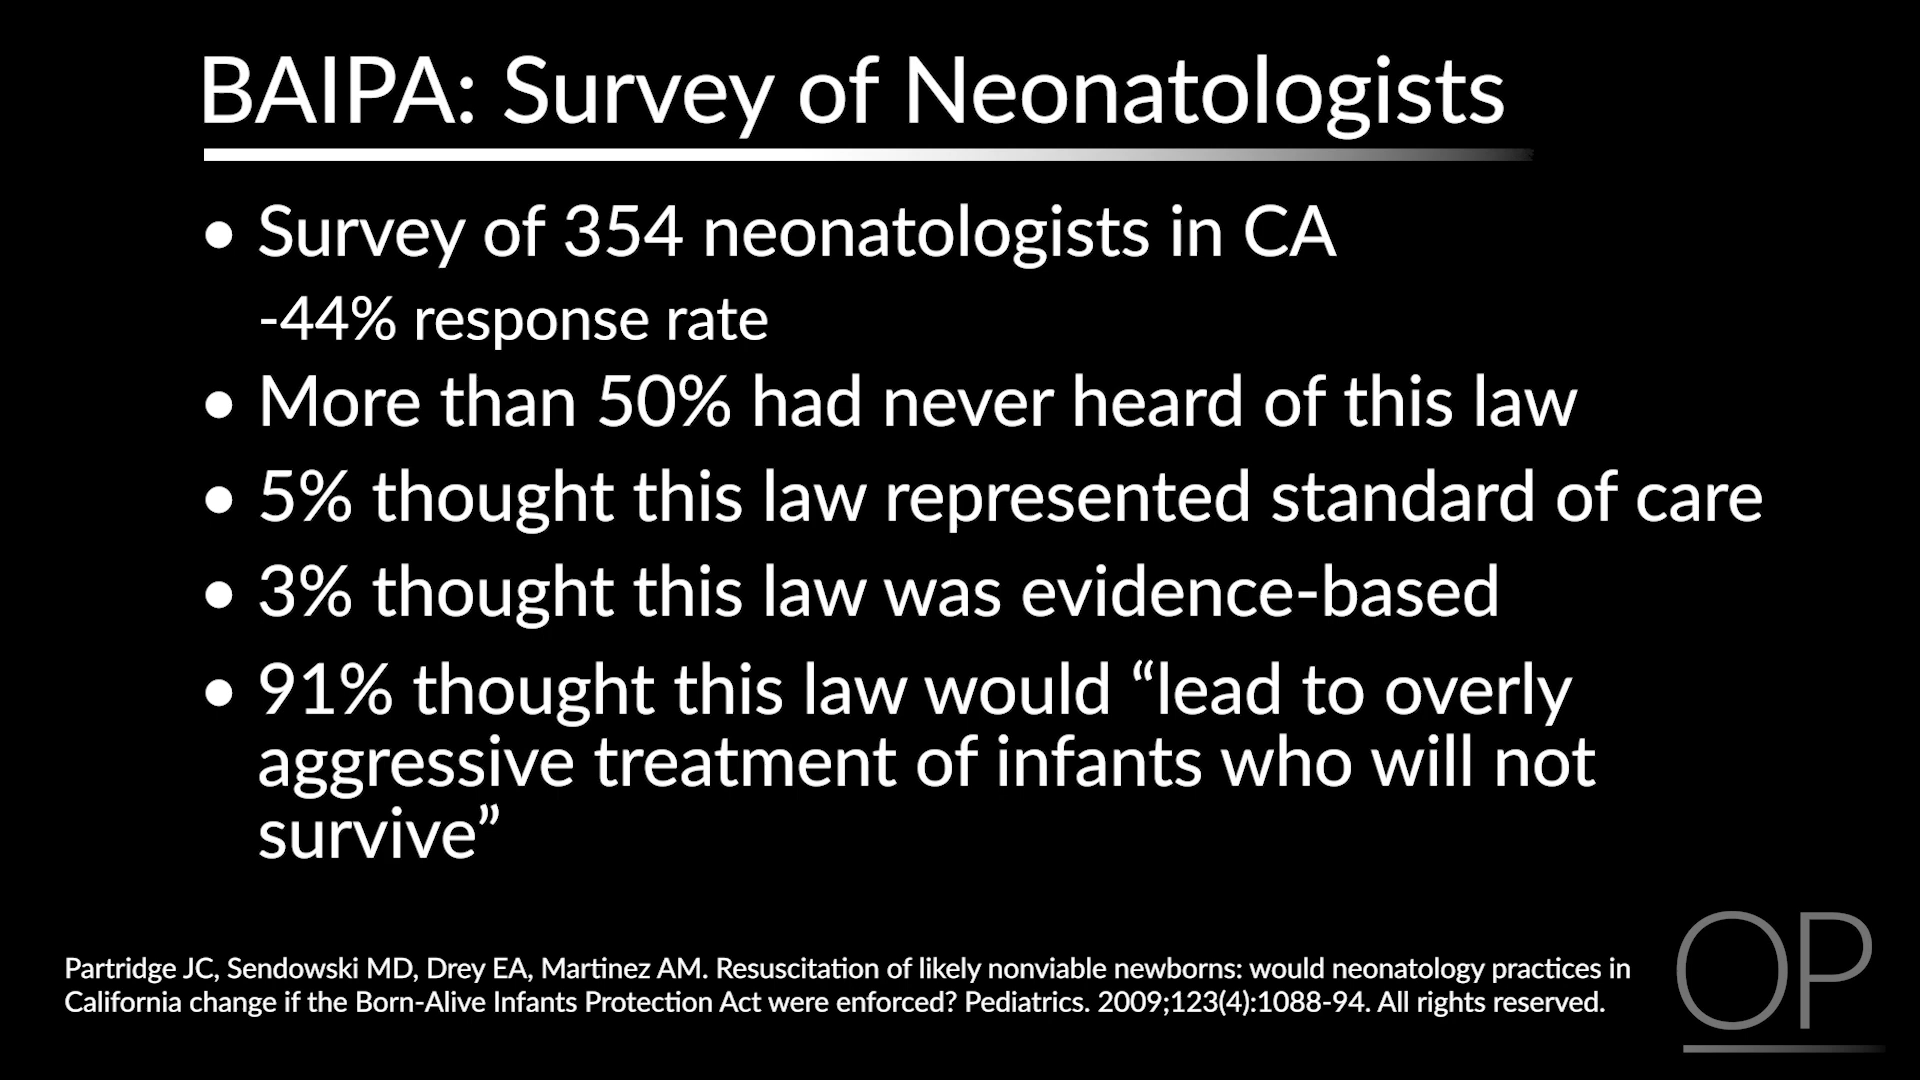 BAIPA: Survey of Neonatologists
• Survey of 354 neonatologists in CA
-44% response rate
• More than 50% had never heard of this law
• 5% thought this law represented standard of care
• 3% thought this law was evidence-based
• 91% thought this law would “lead to overly
aggressive treatment of infants who will not
survive”
Partridge JC, Sendowski MD, Drey EA, Martinez AM. Resuscitation of likely nonviable newborns: would neonatology practices in
California change if the Born-Alive Infants Protection Act were enforced? Pediatrics. 2009;123(4):1088-94. All rights reserved.
OP